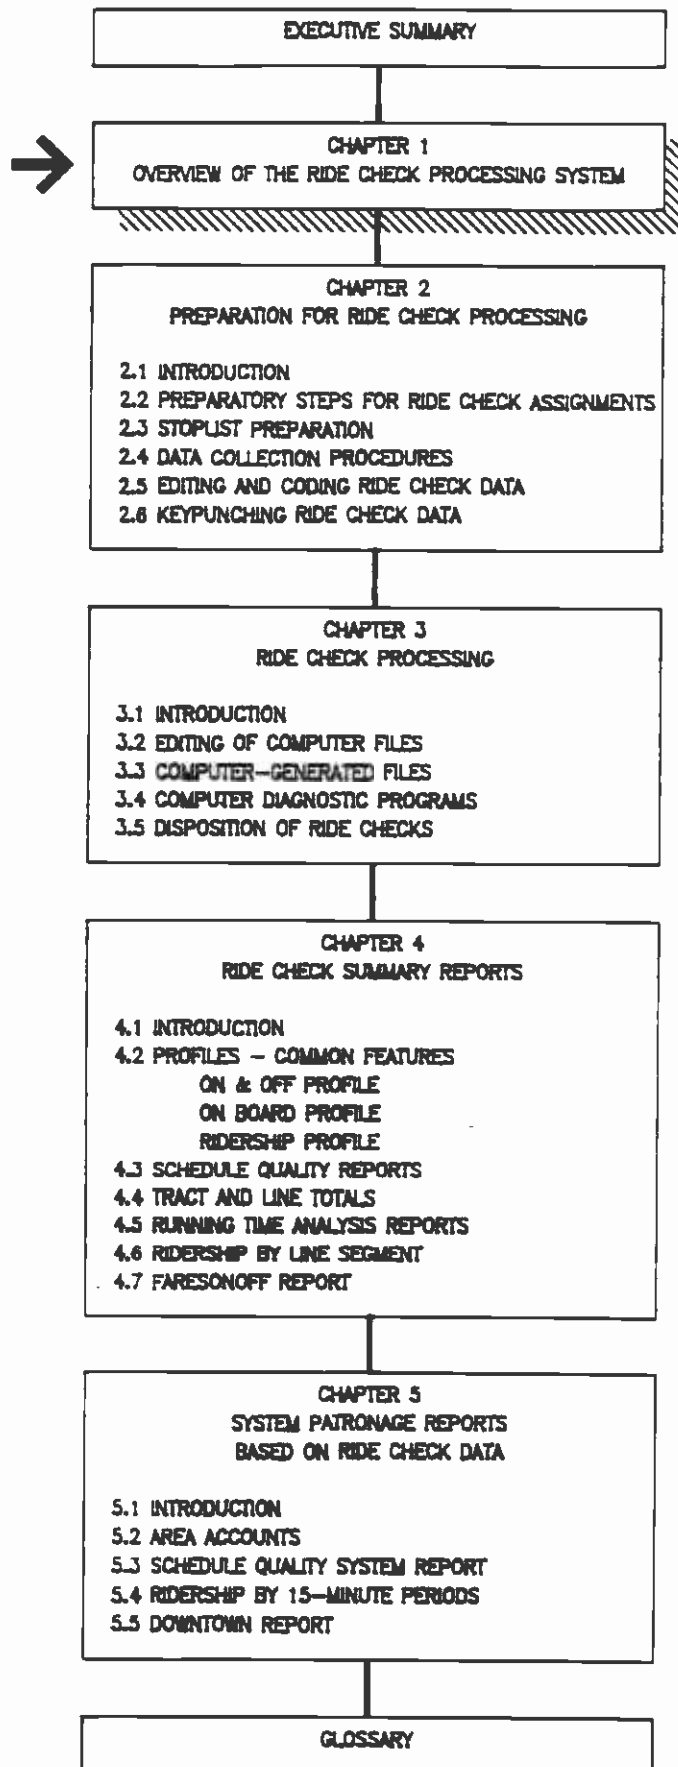 EXECUTIVE SUMMARY
CHAPTER 1
OVERVIEW OF THE RIDE CHECK PROCESSING SYSTEM
CHAPTER 2
PREPARATION FOR RIDE CHECK PROCESSING
2.1 INTRODUCTION
2.2 PREPARATORY STEPS FOR RIDE CHECK ASSIGNMENTS
2.3 STOPLIST PREPARATION
2.4 DATA COLLECTION PROCEDURES
2.5 EDITING AND CODING RIDE CHECK DATA
2.6 KEYPUNCHING RIDE CHECK DATA
CHAPTER 3
RIDE CHECK PROCESSING
3.1 INTRODUCTION
3.2 EDITING OF COMPUTER FILES
3.3 COMPUTER-GENERATED FILES
3.4 COMPUTER DIAGNOSTIC PROGRAMS
3.5 DISPOSITION OF RIDE CHECKS
CHAPTER 4
RIDE CHECK SUMMARY REPORTS
4.1 INTRODUCTION
4.2 PROFILES - COMMON FEATURES
ON & OFF PROFILE
ON BOARD PROFILE
RIDERSHIP PROFILE
4.3 SCHEDULE QUALITY REPORTS
4.4 TRACT AND LINE TOTALS
4.5 RUNNING TIME ANALYSIS REPORTS
4.6 RIDERSHIP BY LINE SEGMENT
4.7 FARESONOFF REPORT
CHAPTER 5
SYSTEM PATRONAGE REPORTS
BASED ON RIDE CHECK DATA
5.1 INTRODUCTION
5.2 AREA ACCOUNTS
5.3 SCHEDULE QUALITY SYSTEM REPORT
5.4 RIDERSHIP BY 15-MINUTE PERIODS
5.5 DOWNTOWN REPORT
GLOSSARY